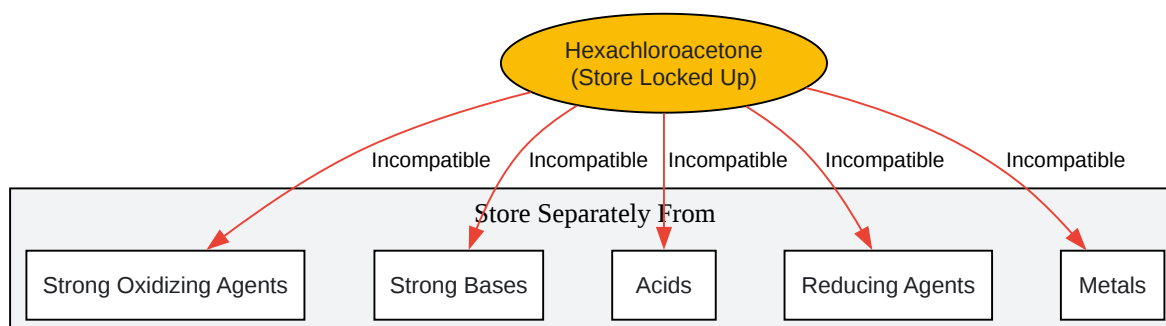 Hexachloroacetone
(Store Locked Up)
Incompatible
Incompatible
Incompatible
Incompatible
Incompatible
Store Separately From
Strong Oxidizing Agents
Strong Bases
Acids
Reducing Agents
Metals